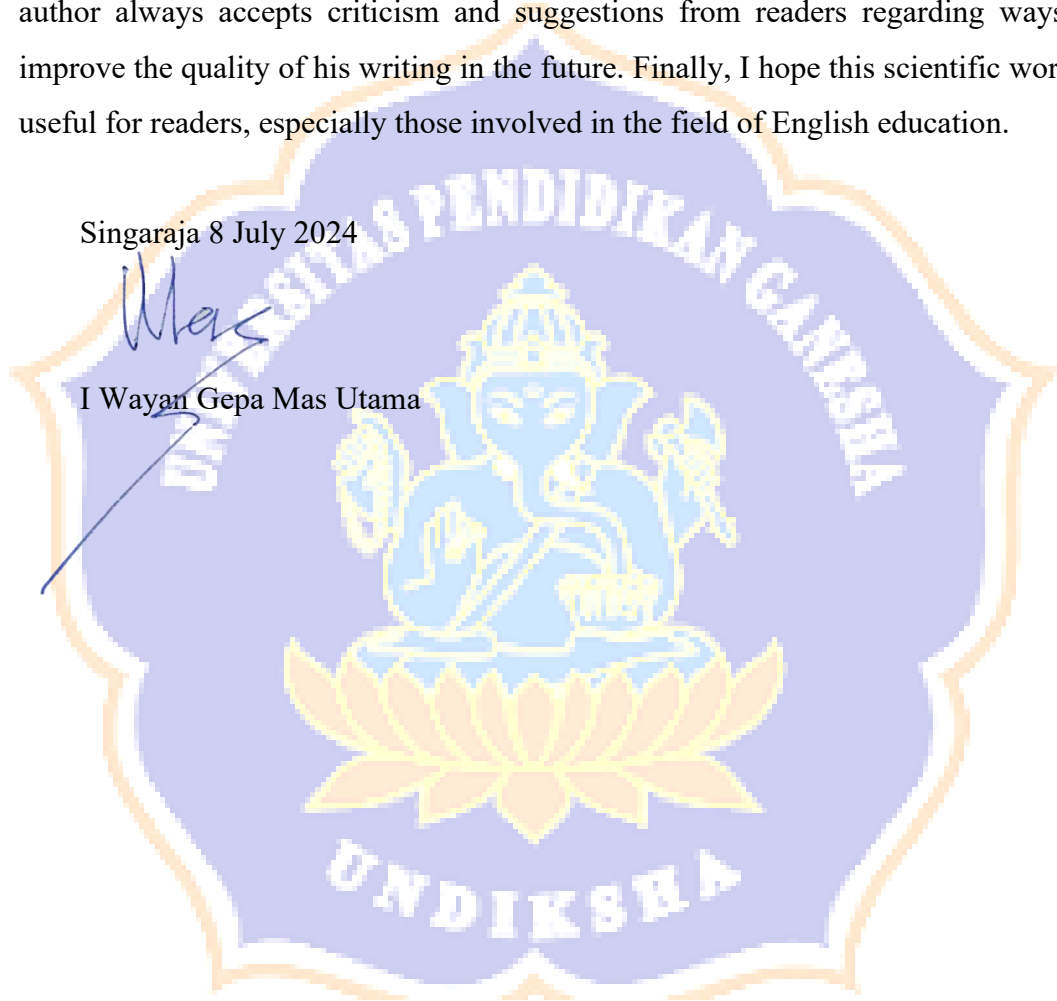 author always accepts criticism and suggestions from readers regarding ways
improve the quality of his writing in the future. Finally, I hope this scientific wor
useful for readers, especially those involved in the field of English education.
Singaraja 8 July 2024
Mas
I Wayan Gepa Mas Utama
UNIVERSITAS PENDIDIKAN GANESHA
UNDIKSHA